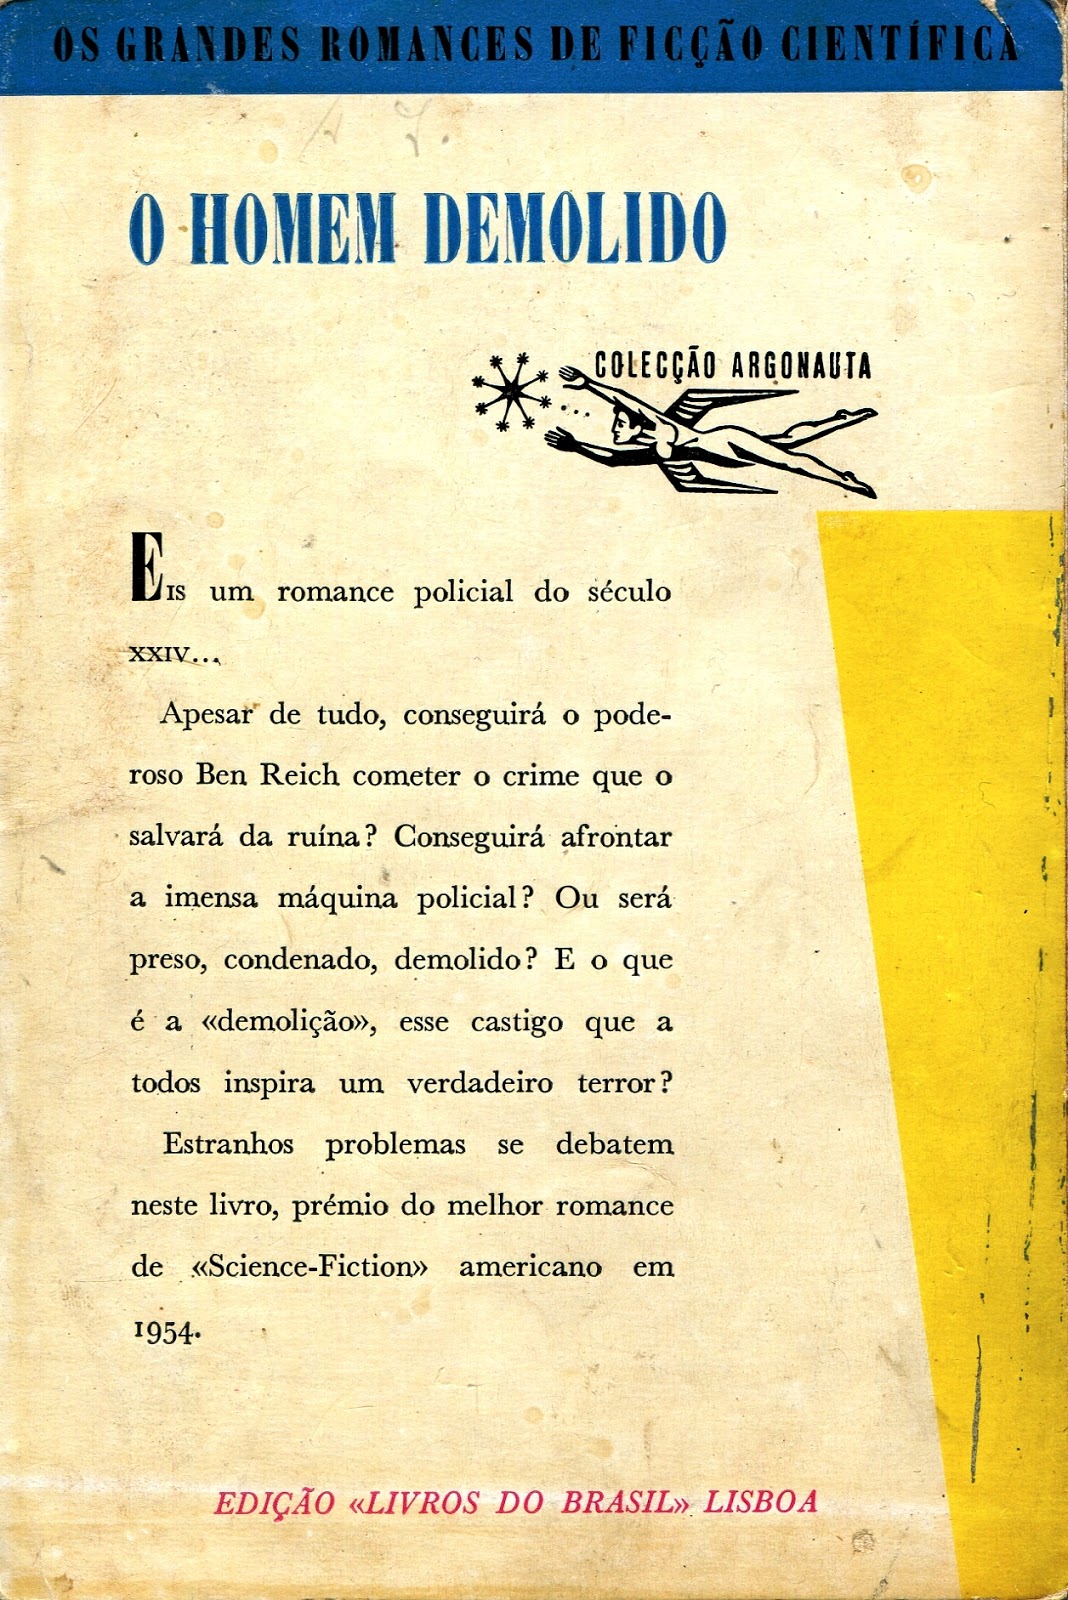 OS GRANDES ROMANCES DE FICÇÃO CIENTÍFICA
O HOMEM DEMOLIDO
COLECÇÃO ARGONAUTA
EIS um romance policial do século
XXIV...
Apesar de tudo, conseguirá o pode-
roso Ben Reich cometer o crime que o
salvará da ruína? Conseguirá afrontar
a imensa máquina policial? Ou será
preso, condenado, demolido? E o que
é a «demolição», esse castigo que a
todos inspira um verdadeiro terror?
Estranhos problemas se debatem
neste livro, prémio do melhor romance
de «Science-Fiction» americano em
1954.
EDIÇÃO «LIVROS DO BRASIL» LISBOA